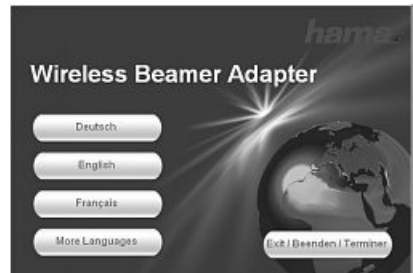 hama
Wireless Beamer Adapter
Deutsch
English
Français
More Languages
Exit / Beenden / Terminer